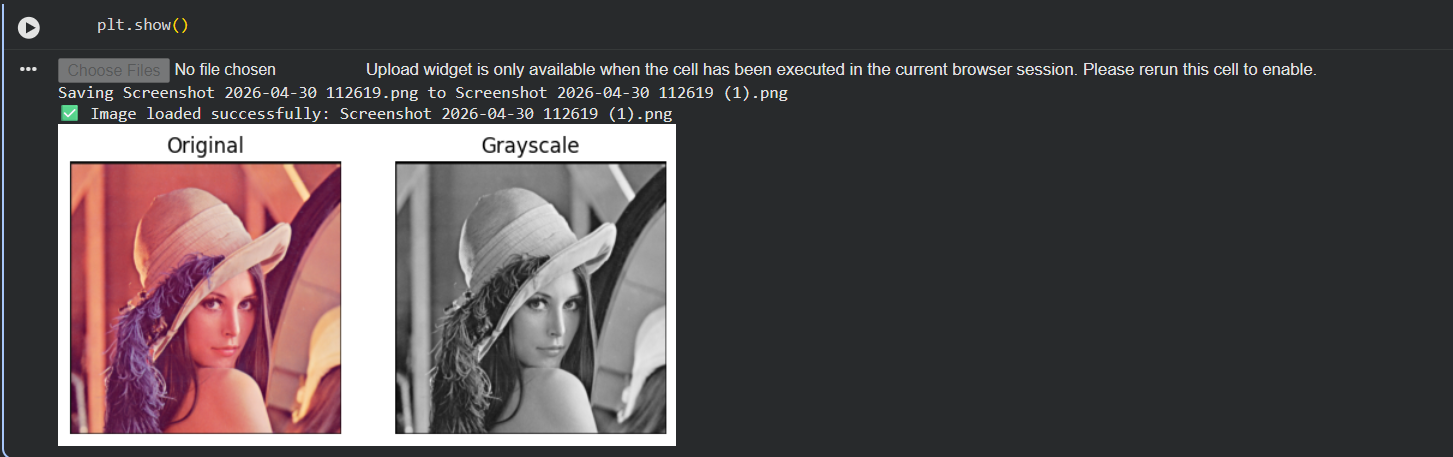 plt.show()
Choose Files No file chosen Upload widget is only available when the cell has been executed in the current browser session. Please rerun this cell to enable.
Saving Screenshot 2026-04-30 112619.png to Screenshot 2026-04-30 112619 (1).png
✅ Image loaded successfully: Screenshot 2026-04-30 112619 (1).png
Original Grayscale